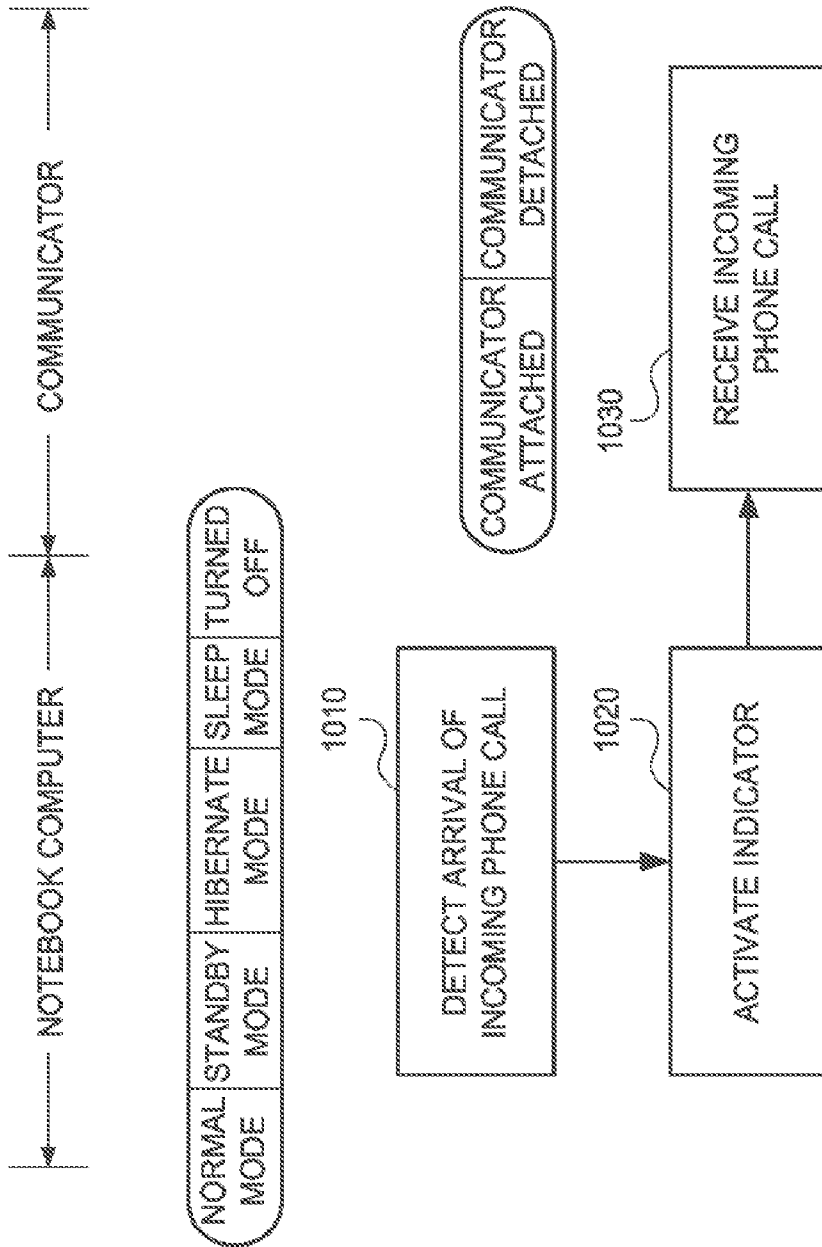 NOTEBOOK COMPUTER
COMMUNICATOR
NORMAL
MODE
STANDBY
MODE
HIBERNATE
MODE
SLEEP
MODE
TURNED
OFF
1010
DETECT ARRIVAL OF
INCOMING PHONE CALL
COMMUNICATOR
ATTACHED
COMMUNICATOR
DETACHED
1020
ACTIVATE INDICATOR
1030
RECEIVE INCOMING
PHONE CALL